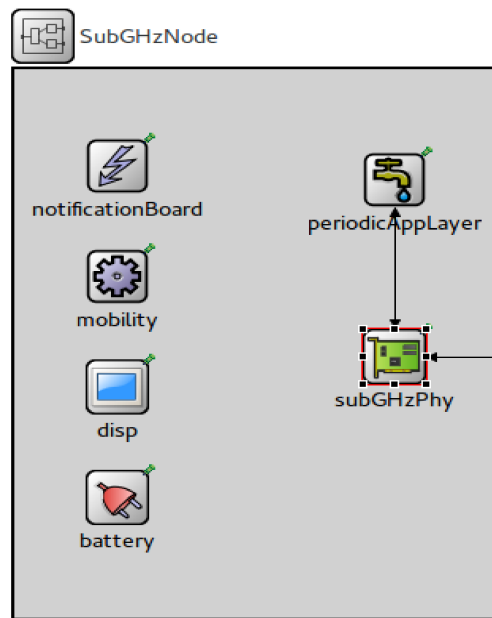 SubGHzNode
notificationBoard
periodicAppLayer
mobility
subGHzPhy
disp
battery